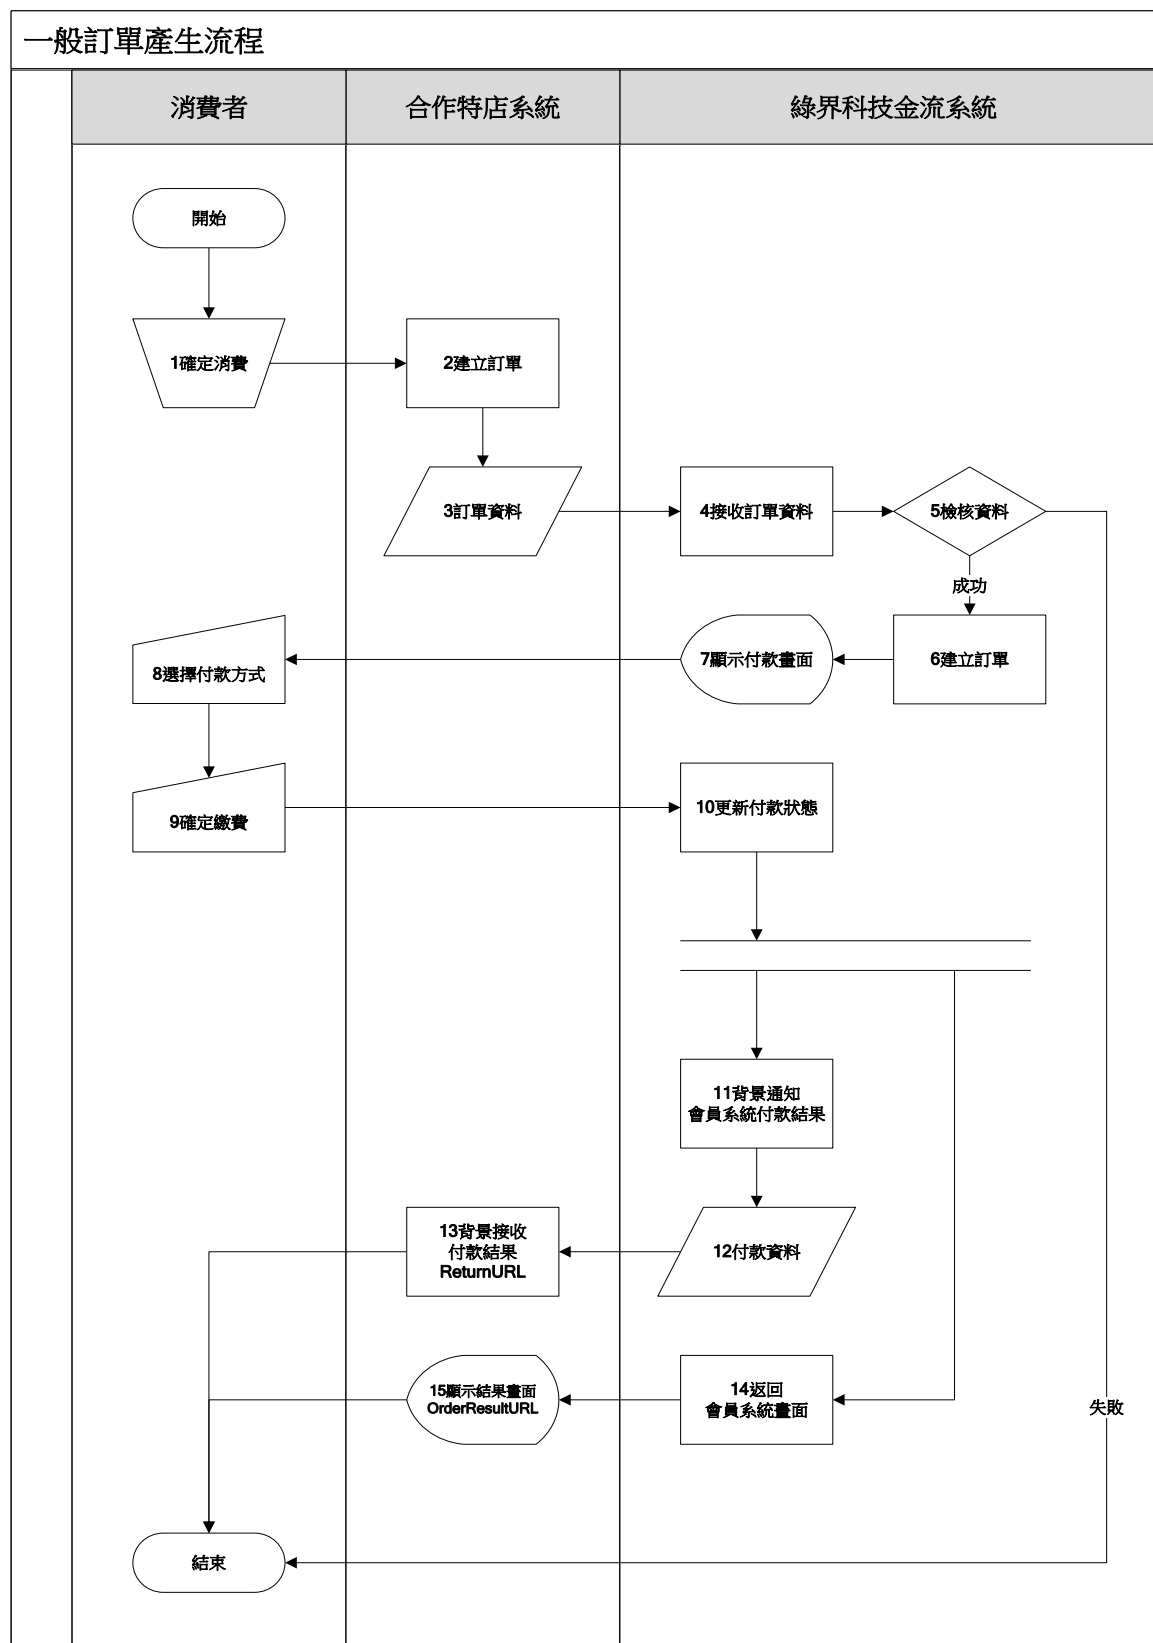 一般訂單產生流程
消費者
合作特店系統
綠界科技金流系統
開始
1確定消費
2建立訂單
3訂單資料
4接收訂單資料
5檢核資料
成功
6建立訂單
7顯示付款畫面
8選擇付款方式
9確定繳費
10更新付款狀態
11背景通知
會員系統付款結果
12付款資料
13背景接收
付款結果
ReturnURL
14返回
會員系統畫面
15顯示結果畫面
OrderResultURL
失敗
結束